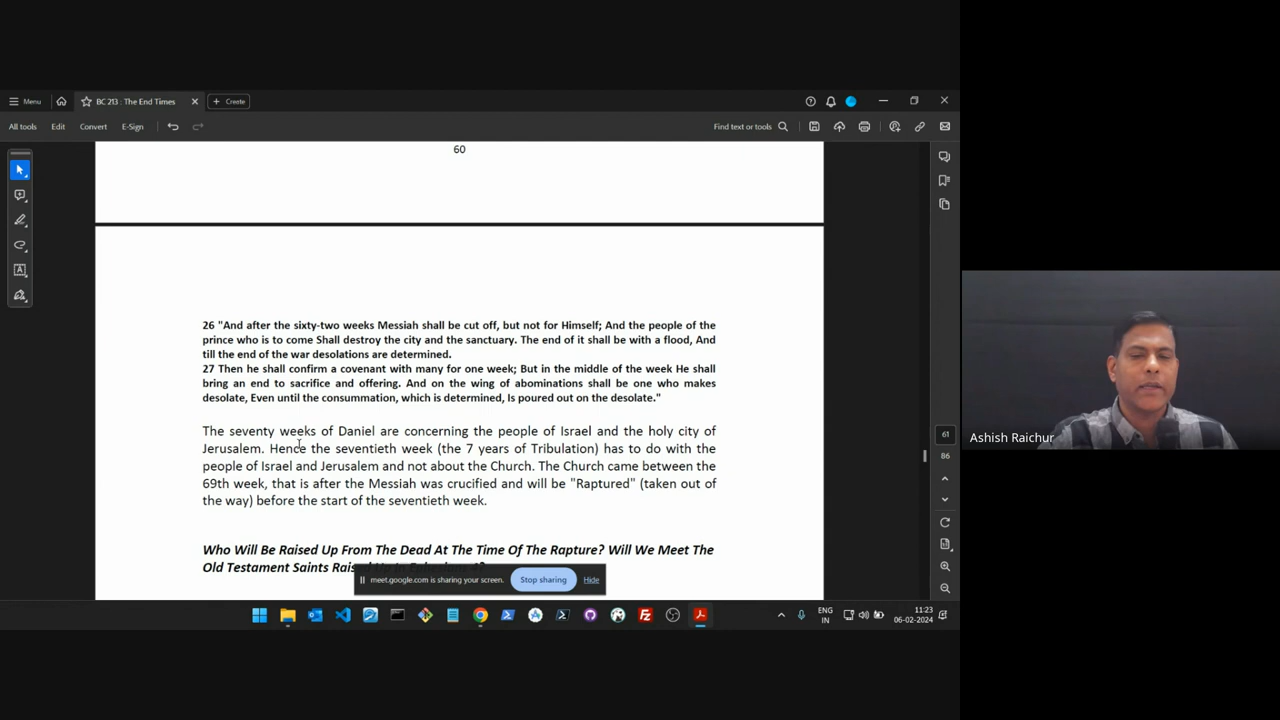 Menu
BC 213 : The End Times
Create
All tools
Edit
Convert
E-Sign
Find text or tools
60
26 "And after the sixty-two weeks Messiah shall be cut off, but not for Himself; And the people of the
prince who is to come Shall destroy the city and the sanctuary. The end of it shall be with a flood, And
till the end of the war desolations are determined.
27 Then he shall confirm a covenant with many for one week; But in the middle of the week He shall
bring an end to sacrifice and offering. And on the wing of abominations shall be one who makes
desolate, Even until the consummation, which is determined, Is poured out on the desolate."
The seventy weeks of Daniel are concerning the people of Israel and the holy city of
Jerusalem. Hence the seventieth week (the 7 years of Tribulation) has to do with the
people of Israel and Jerusalem and not about the Church. The Church came between the
69th week, that is after the Messiah was crucified and will be "Raptured" (taken out of
the way) before the start of the seventieth week.
Who Will Be Raised Up From The Dead At The Time Of The Rapture? Will We Meet The
Old Testament Saints
meet.google.com is sharing your screen.
Stop sharing
Hide
61
86
Ashish Raichur
ENG
IN
11:23
06-02-2024